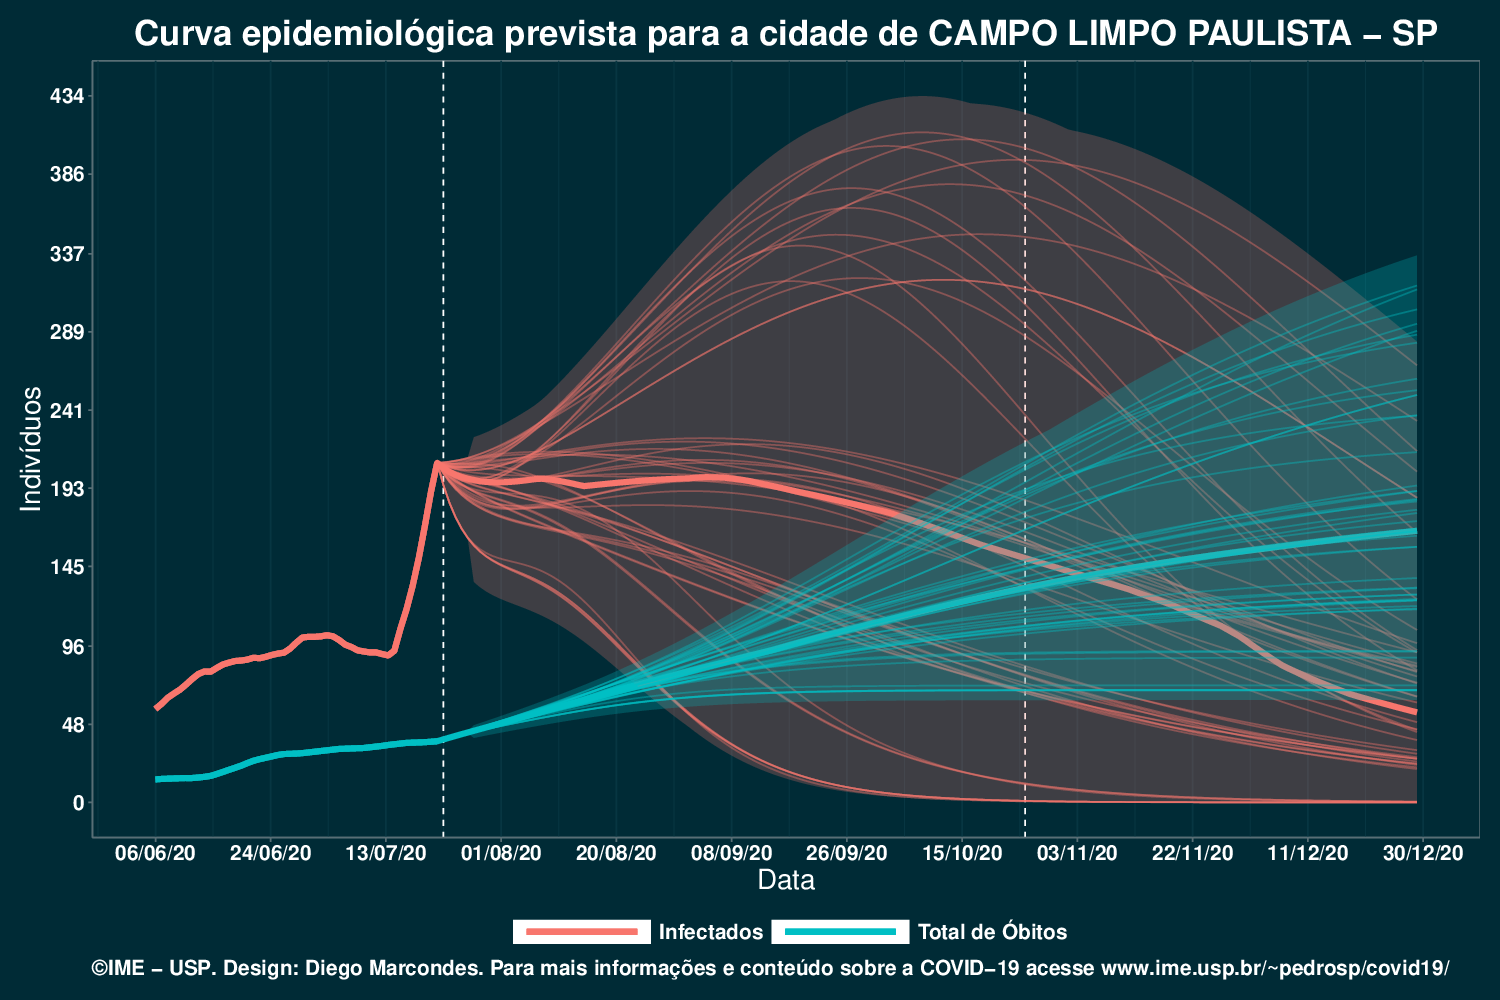 Curva epidemiológica prevista para a cidade de CAMPO LIMPO PAULISTA – SP
434
386
337
289
241
193
145
96
48
0
Indivíduos
06/06/20 24/06/20 13/07/20 01/08/20 20/08/20 08/09/20 26/09/20 15/10/20 03/11/20 22/11/20 11/12/20 30/12/20
Data
Infectados Total de Óbitos
©IME – USP. Design: Diego Marcondes. Para mais informações e conteúdo sobre a COVID–19 acesse www.ime.usp.br/~pedrosp/covid19/